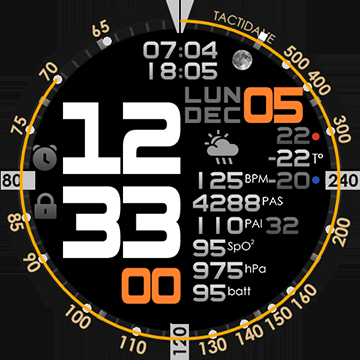 TACTIDAVE
65
70
75
80
85
90
100
110
120
130
140
150
160
200
240
300
400
500
07:04
18:05
LUN
DEC
05
12
33
00
22
-22T°
-20
125BPM
4288PAS
110PAI 32
95SpO²
975hPa
95batt